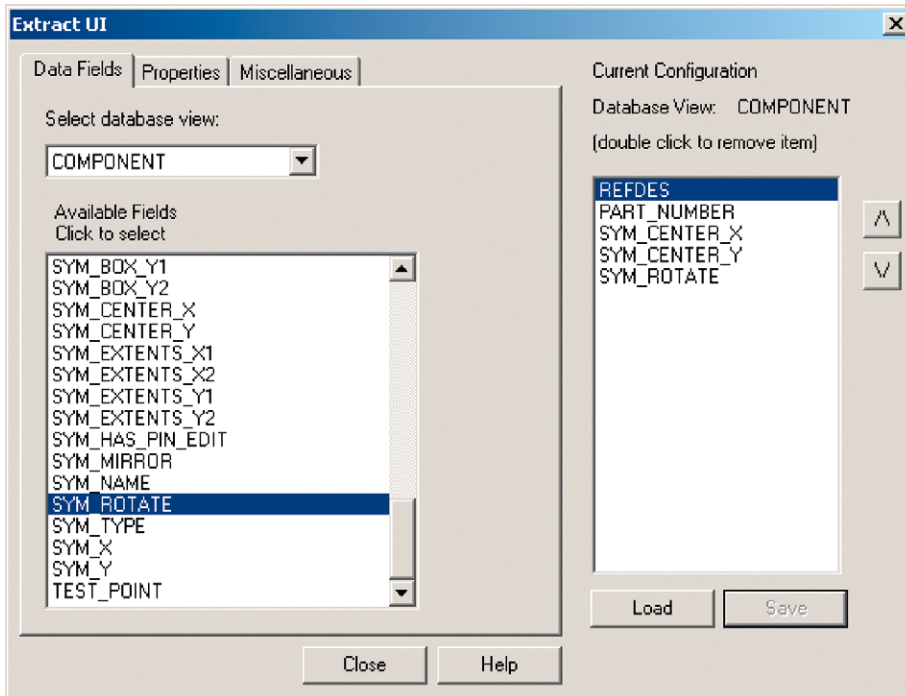 Extract UI
Data Fields
Properties
Miscellaneous
Select database view:
COMPONENT
Available Fields
Click to select
SYM_BOX_Y1
SYM_BOX_Y2
SYM_CENTER_X
SYM_CENTER_Y
SYM_EXTENTS_X1
SYM_EXTENTS_X2
SYM_EXTENTS_Y1
SYM_EXTENTS_Y2
SYM_HAS_PIN_EDIT
SYM_MIRROR
SYM_NAME
SYM_ROTATE
SYM_TYPE
SYM_X
SYM_Y
TEST_POINT
Current Configuration
Database View: COMPONENT
(double click to remove item)
REFDES
PART_NUMBER
SYM_CENTER_X
SYM_CENTER_Y
SYM_ROTATE
/\
\/
Load
Save
Close
Help